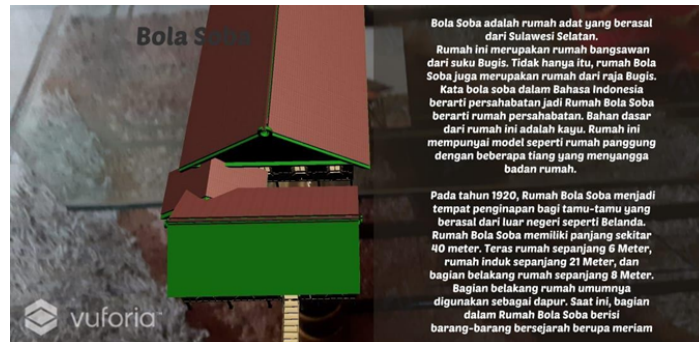 Bola Soba
Bola Soba adalah rumah adat yang berasal
dari Sulawesi Selatan.
Rumah ini merupakan rumah bangsawan
dari suku Bugis. Tidak hanya itu, rumah Bola
Soba juga merupakan rumah dari raja Bugis.
Kata bola soba dalam Bahasa Indonesia
berarti persahabatan jadi Rumah Bola Soba
berarti rumah persahabatan. Bahan dasar
dari rumah ini adalah kayu. Rumah ini
mempunyai model seperti rumah panggung
dengan beberapa tiang yang menyangga
badan rumah.
Pada tahun 1920, Rumah Bola Soba menjadi
tempat penginapan bagi tamu-tamu yang
berasal dari luar negeri seperti Belanda.
Rumah Bola Soba memiliki panjang sekitar
40 meter. Teras rumah sepanjang 6 Meter,
rumah induk sepanjang 21 Meter, dan
bagian belakang rumah sepanjang 8 Meter.
Bagian belakang rumah umumnya
digunakan sebagai dapur. Saat ini, bagian
dalam Rumah Bola Soba berisi
barang-barang bersejarah berupa meriam
vuforia